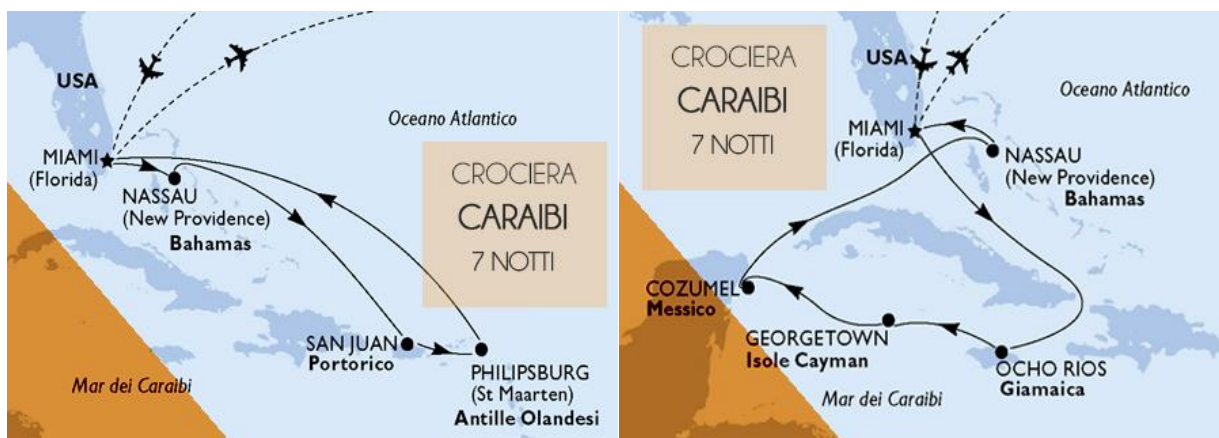 USA
Oceano Atlantico
MIAMI
(Florida)
NASSAU
(New Providence)
Bahamas
CROCIERA
CARAIBI
7 NOTTI
SAN JUAN
Portorico
PHILIPSBURG
(St Maarten)
Antille Olandesi
Mar dei Caraibi
CROCIERA
CARAIBI
7 NOTTI
USA
Oceano Atlantico
MIAMI
(Florida)
NASSAU
(New Providence)
Bahamas
COZUMEL
Messico
GEORGETOWN
Isole Cayman
OCHO RIOS
Giamaica
Mar dei Caraibi